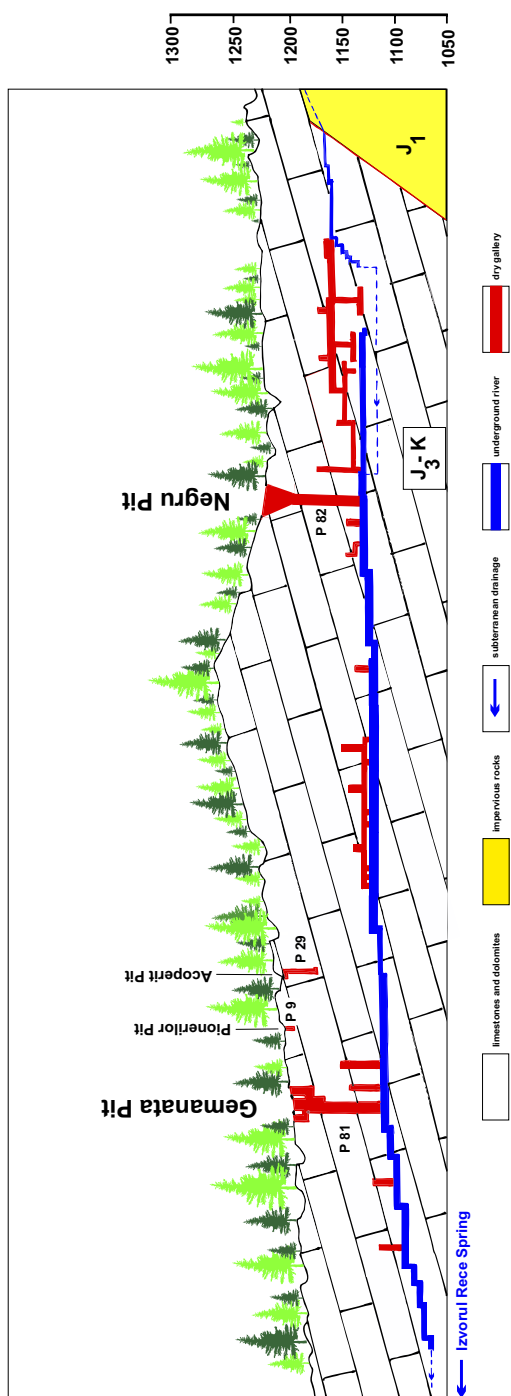 1300
1250
1200
1150
1100
1050
Gemanata Pit
Pionerilor Pit
Acoperit Pit
Negru Pit
P 81
P 9
P 29
P 82
J3 - K
J1
Izvorul Rece Spring
limestones and dolomites
impervious rocks
subterranean drainage
underground river
dry gallery